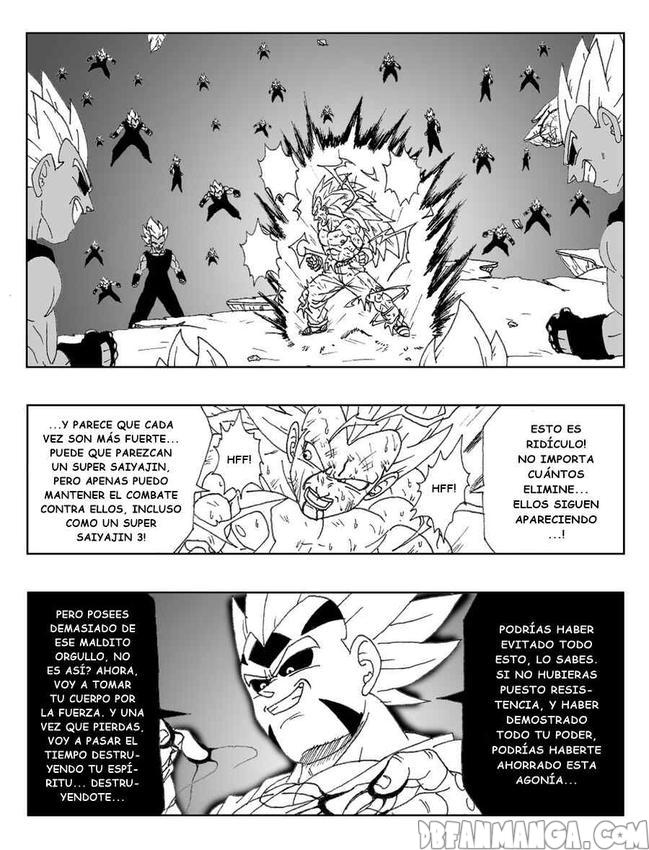 ESTO ES
RIDÍCULO!
NO IMPORTA
CUÁNTOS
ELIMINE...
ELLOS SIGUEN
APARECIENDO
...!
HFF!
HFF!
...Y PARECE QUE CADA
VEZ SON MÁS FUERTE...
PUEDE QUE PAREZCAN
UN SUPER SAIYAJIN,
PERO APENAS PUEDO
MANTENER EL COMBATE
CONTRA ELLOS, INCLUSO
COMO UN SUPER
SAIYAJIN 3!
PODRÍAS HABER
EVITADO TODO
ESTO, LO SABES.
SI NO HUBIERAS
PUESTO RESIS-
TENCIA, Y HABER
DEMOSTRADO
TODO TU PODER,
PODRÍAS HABERTE
AHORRADO ESTA
AGONÍA...
PERO POSEES
DEMASIADO DE
ESE MALDITO
ORGULLO, NO
ES ASÍ? AHORA,
VOY A TOMAR
TU CUERPO POR
LA FUERZA. Y UNA
VEZ QUE PIERDAS,
VOY A PASAR EL
TIEMPO DESTRU-
YENDO TU ESPÍ-
RITU... DESTRU-
YENDOTE...
DBFANMANGA.COM